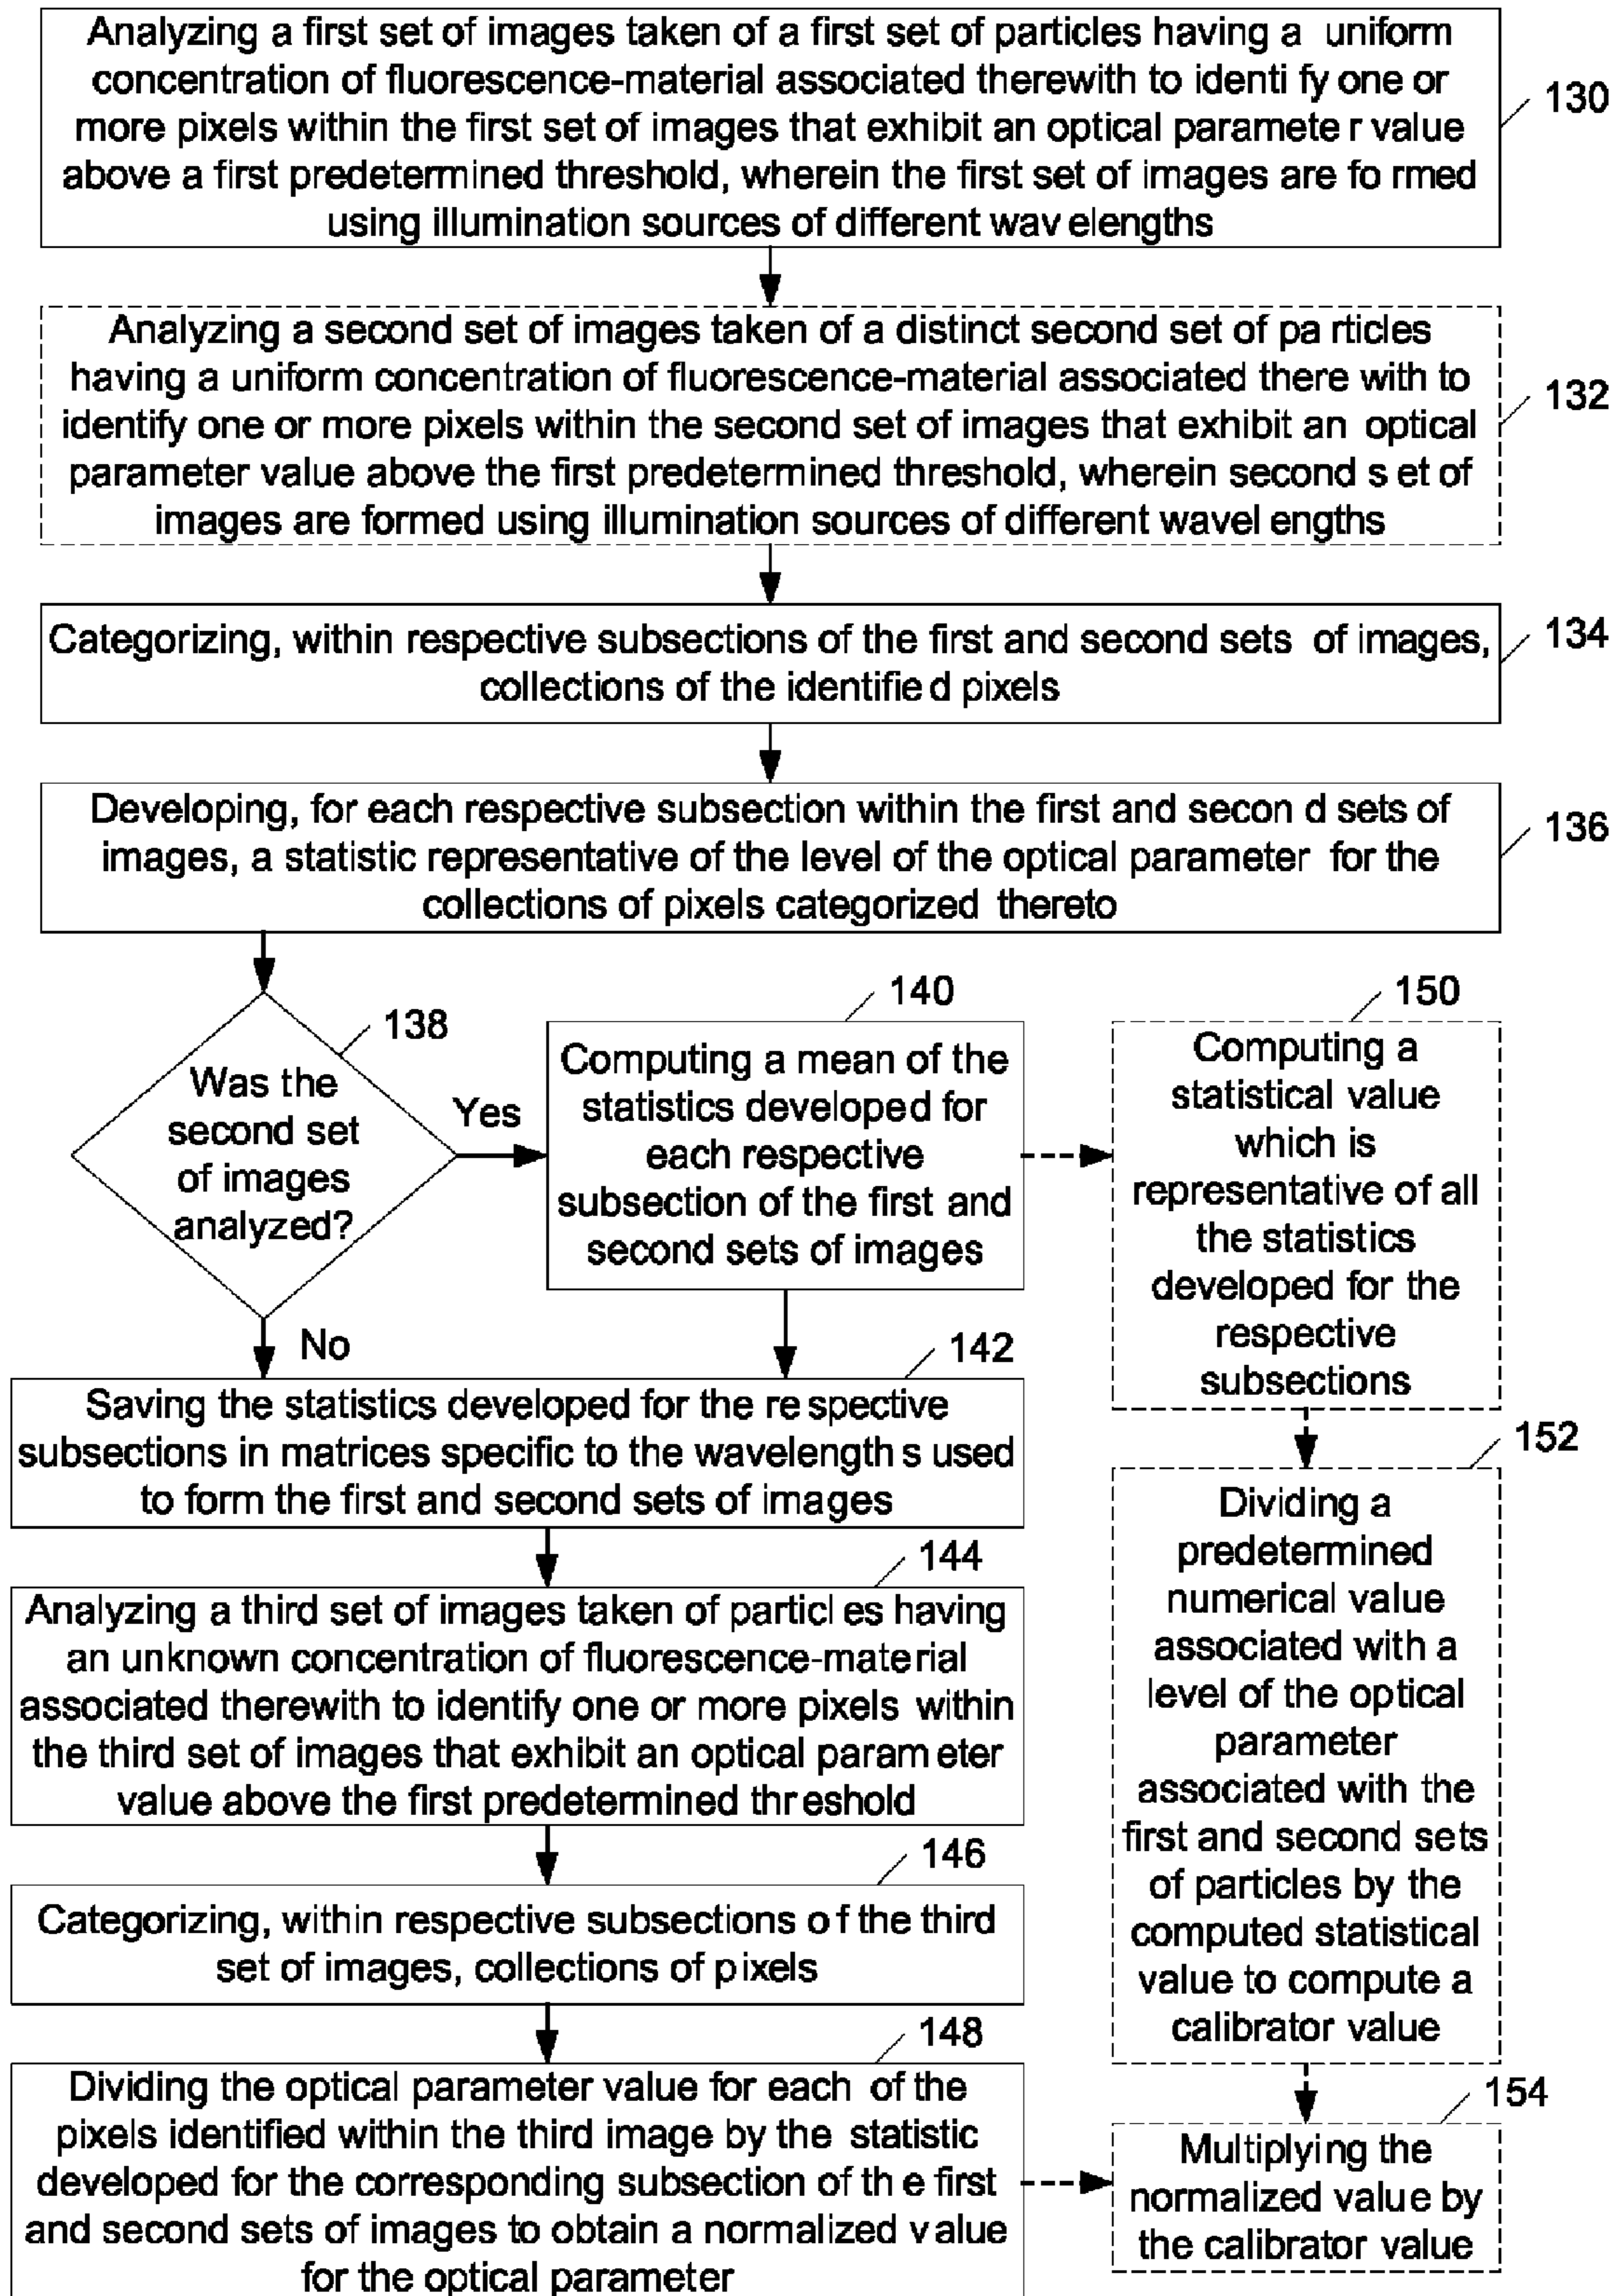 Analyzing a first set of images taken of a first set of particles having a uniform
concentration of fluorescence-material associated therewith to identi fy one or
more pixels within the first set of images that exhibit an optical paramete r value
above a first predetermined threshold, wherein the first set of images are fo rmed
using illumination sources of different wav elengths
130
Analyzing a second set of images taken of a distinct second set of pa rticles
having a uniform concentration of fluorescence-material associated there with to
identify one or more pixels within the second set of images that exhibit an optical
parameter value above the first predetermined threshold, wherein second s et of
images are formed using illumination sources of different wavel engths
132
Categorizing, within respective subsections of the first and second sets of images,
collections of the identifie d pixels
134
Developing, for each respective subsection within the first and secon d sets of
images, a statistic representative of the level of the optical parameter for the
collections of pixels categorized thereto
136
138
Was the
second set
of images
analyzed?
Yes
No
140
Computing a mean of the
statistics developed for
each respective
subsection of the first and
second sets of images
150
Computing a
statistical value
which is
representative of all
the statistics
developed for the
respective
subsections
142
Saving the statistics developed for the re spective
subsections in matrices specific to the wavelength s used
to form the first and second sets of images
144
Analyzing a third set of images taken of particl es having
an unknown concentration of fluorescence-mate rial
associated therewith to identify one or more pixels within
the third set of images that exhibit an optical param eter
value above the first predetermined thr eshold
146
Categorizing, within respective subsections o f the third
set of images, collections of p ixels
148
Dividing the optical parameter value for each of the
pixels identified within the third image by the statistic
developed for the corresponding subsection of th e first
and second sets of images to obtain a normalized v alue
for the optical parameter
152
Dividing a
predetermined
numerical value
associated with a
level of the optical
parameter
associated with the
first and second sets
of particles by the
computed statistical
value to compute a
calibrator value
154
Multiplying the
normalized value by
the calibrator value